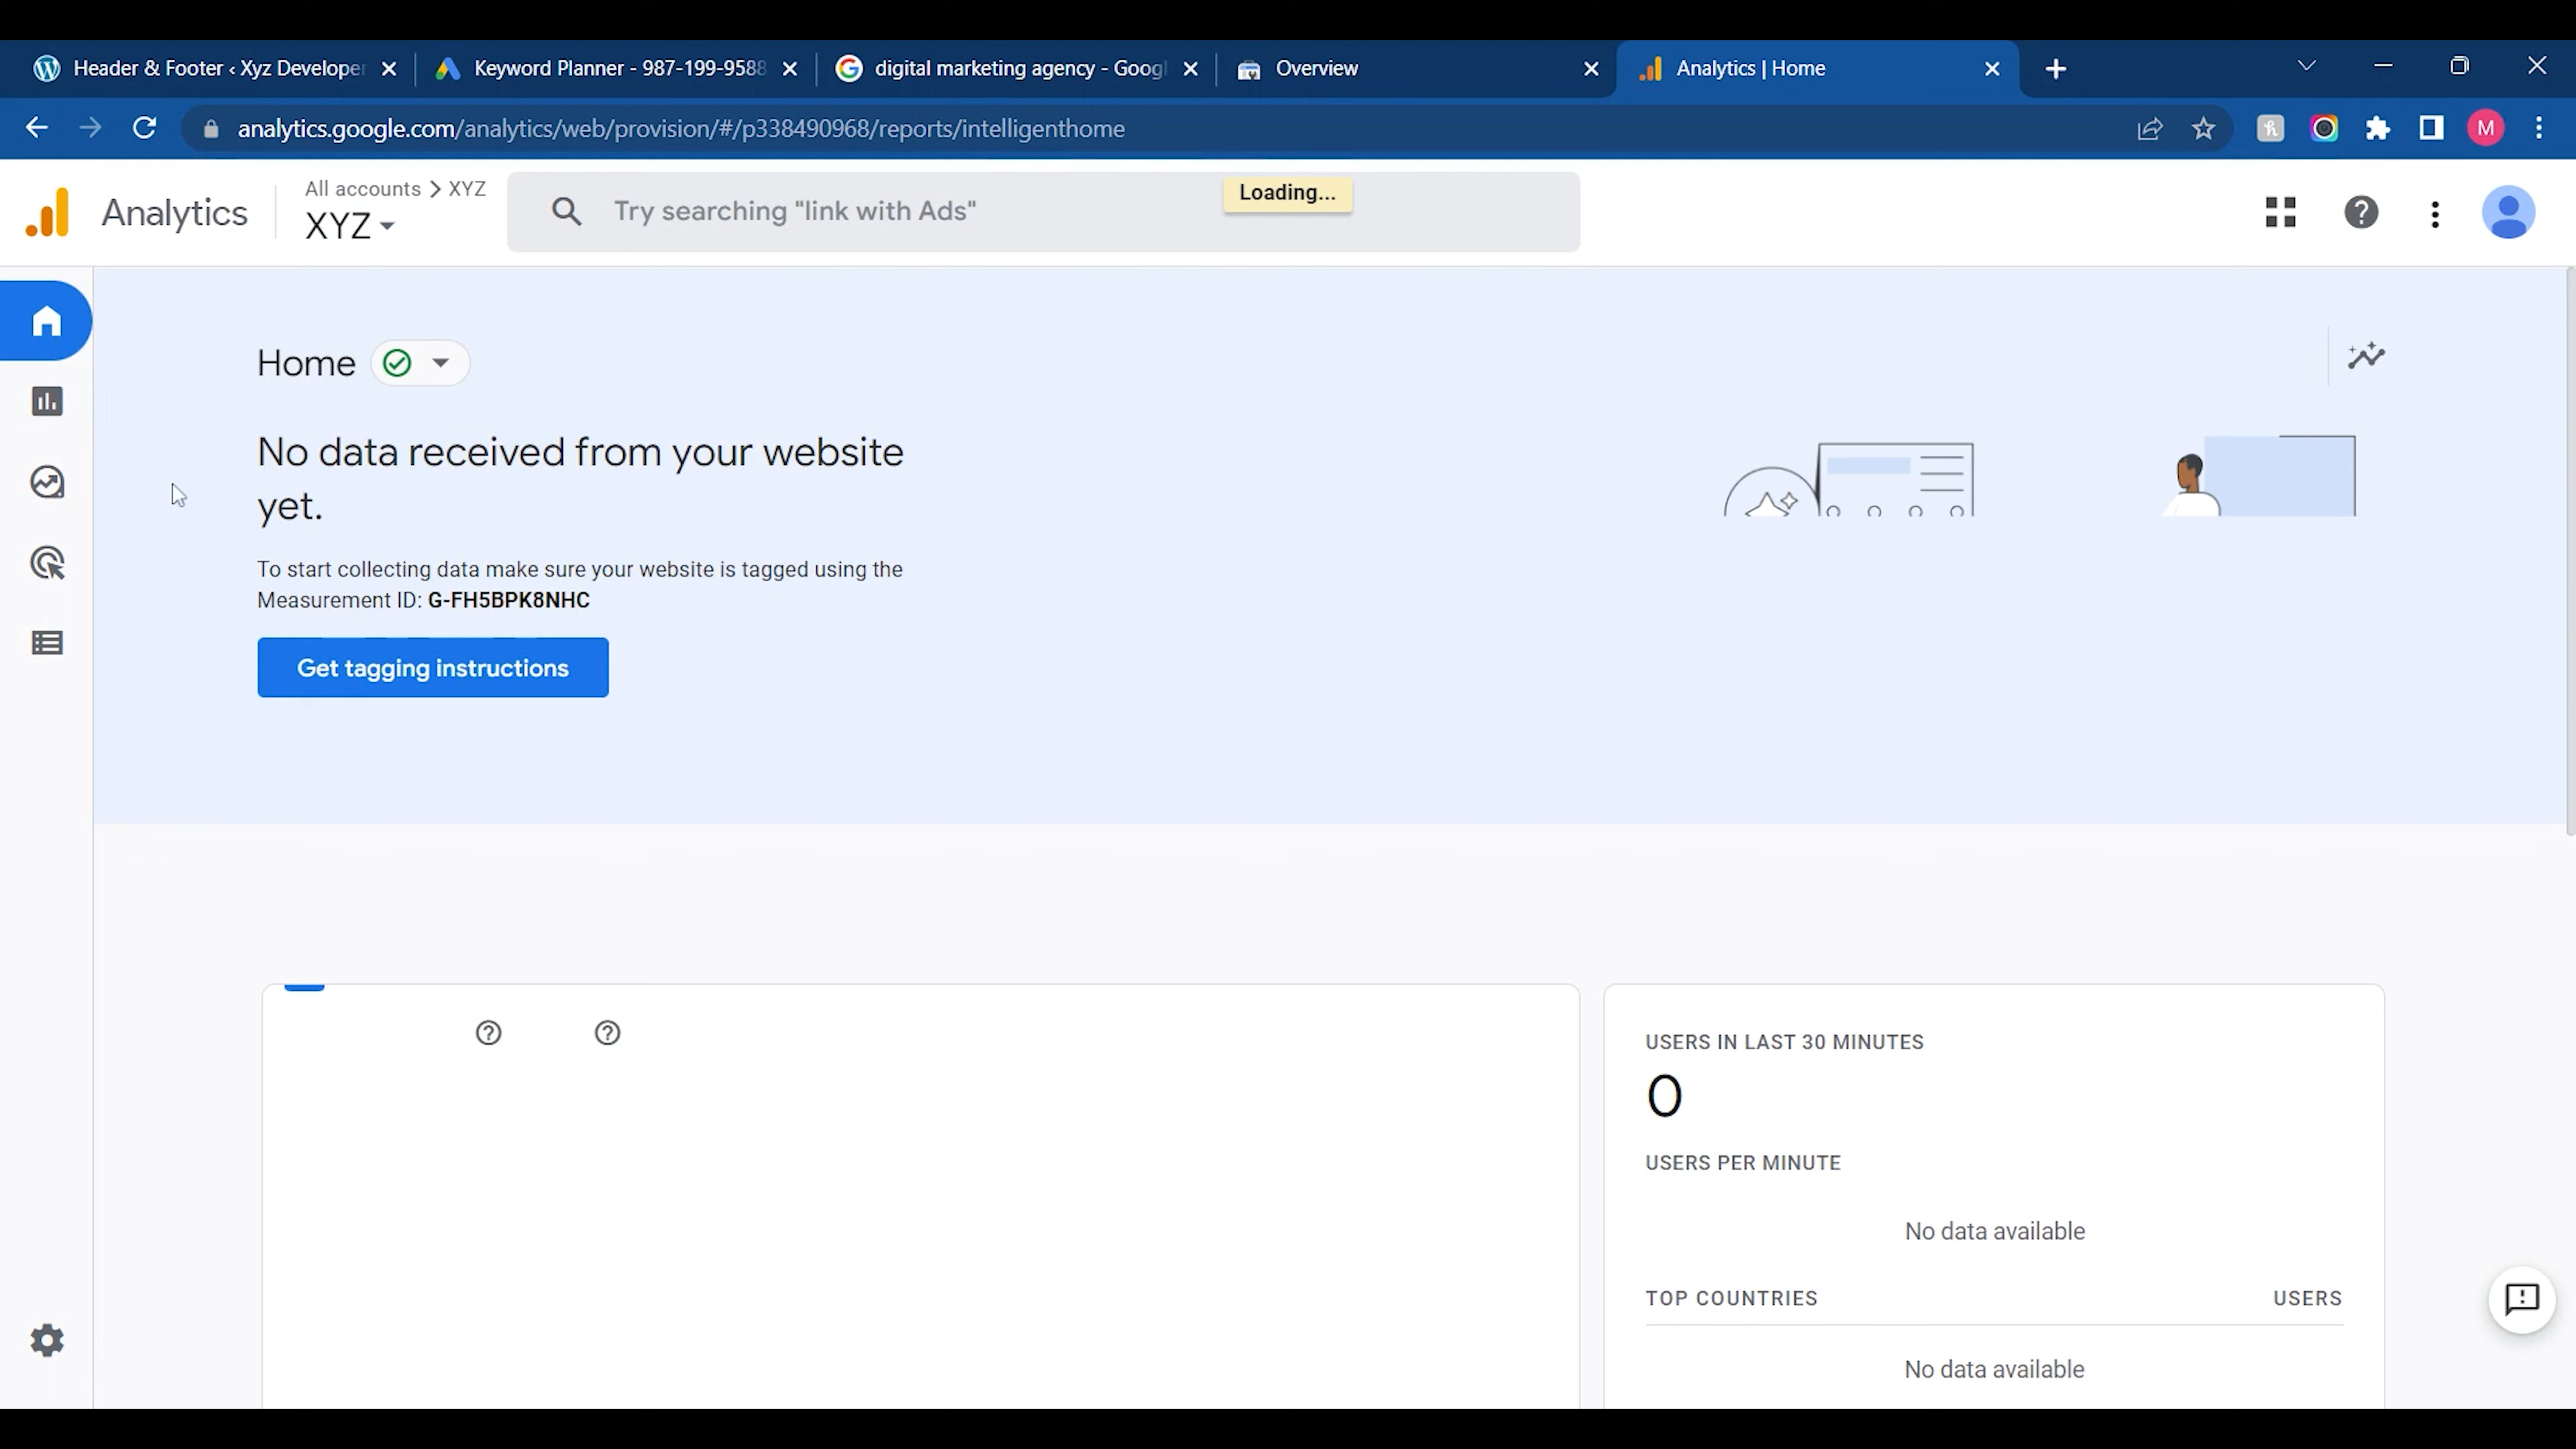 Header & Footer ‹ Xyz Developer
Keyword Planner - 987-199-9588
digital marketing agency - Googl
Overview
Analytics | Home
analytics.google.com/analytics/web/provision/#/p338490968/reports/intelligenthome
M
Analytics
All accounts > XYZ
XYZ
Try searching "link with Ads"
Loading...
Home
No data received from your website
yet.
To start collecting data make sure your website is tagged using the
Measurement ID: G-FH5BPK8NHC
Get tagging instructions
USERS IN LAST 30 MINUTES
0
USERS PER MINUTE
No data available
TOP COUNTRIES USERS
No data available